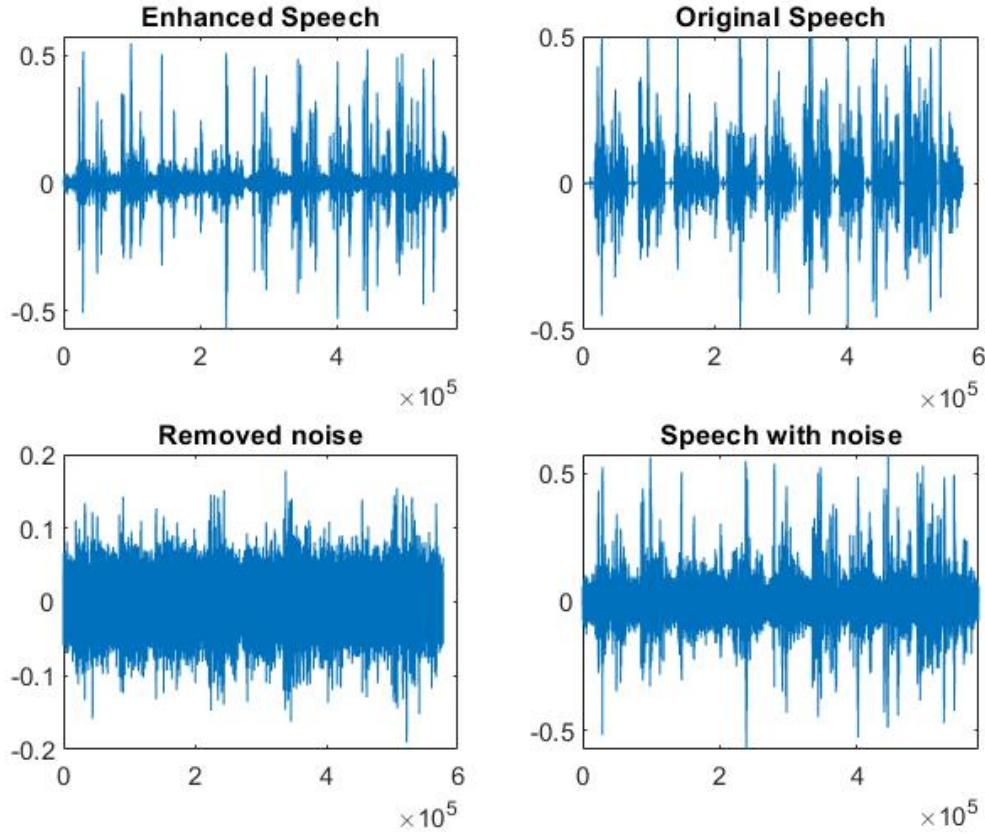 Enhanced Speech
0.5
0
-0.5
0 2 4
×10^5
Original Speech
0.5
0
-0.5
0 2 4 6
×10^5
Removed noise
0.2
0.1
0
-0.1
-0.2
0 2 4 6
×10^5
Speech with noise
0.5
0
-0.5
0 2 4
×10^5